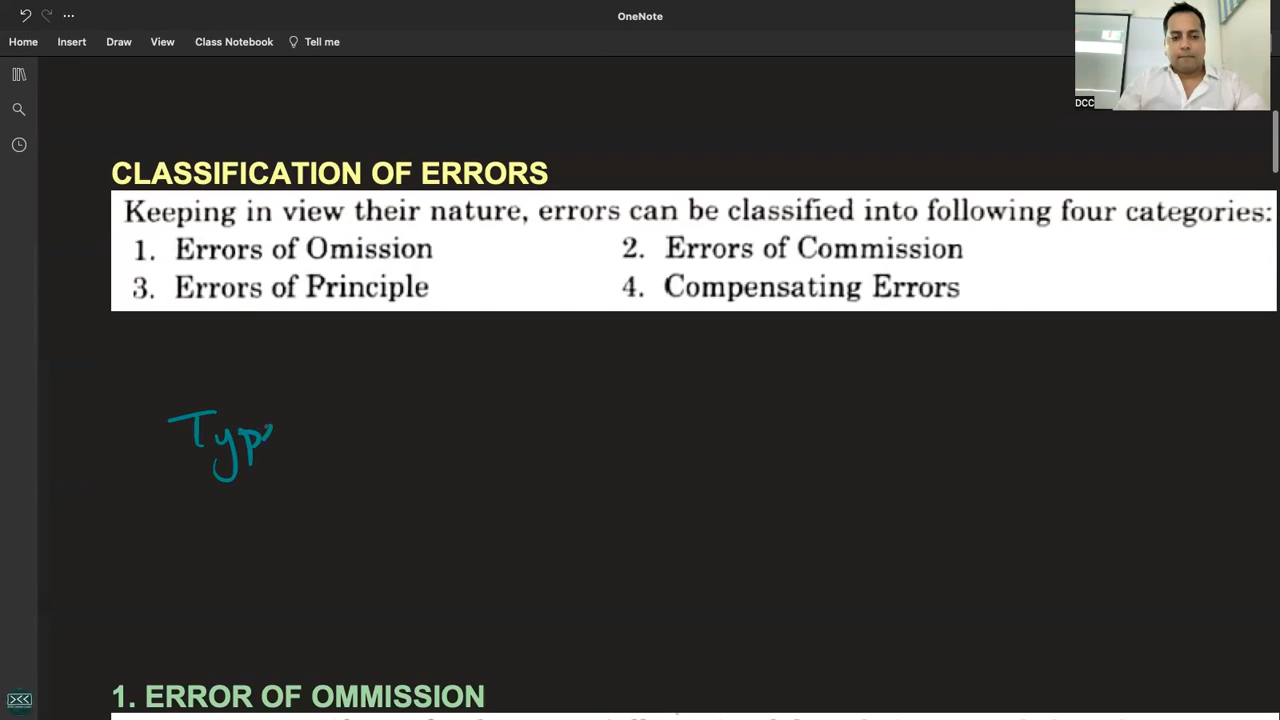 OneNote
Home Insert Draw View Class Notebook Tell me
DCC
CLASSIFICATION OF ERRORS
Keeping in view their nature, errors can be classified into following four categories:
1. Errors of Omission 2. Errors of Commission
3. Errors of Principle 4. Compensating Errors
Typ
1. ERROR OF OMMISSION